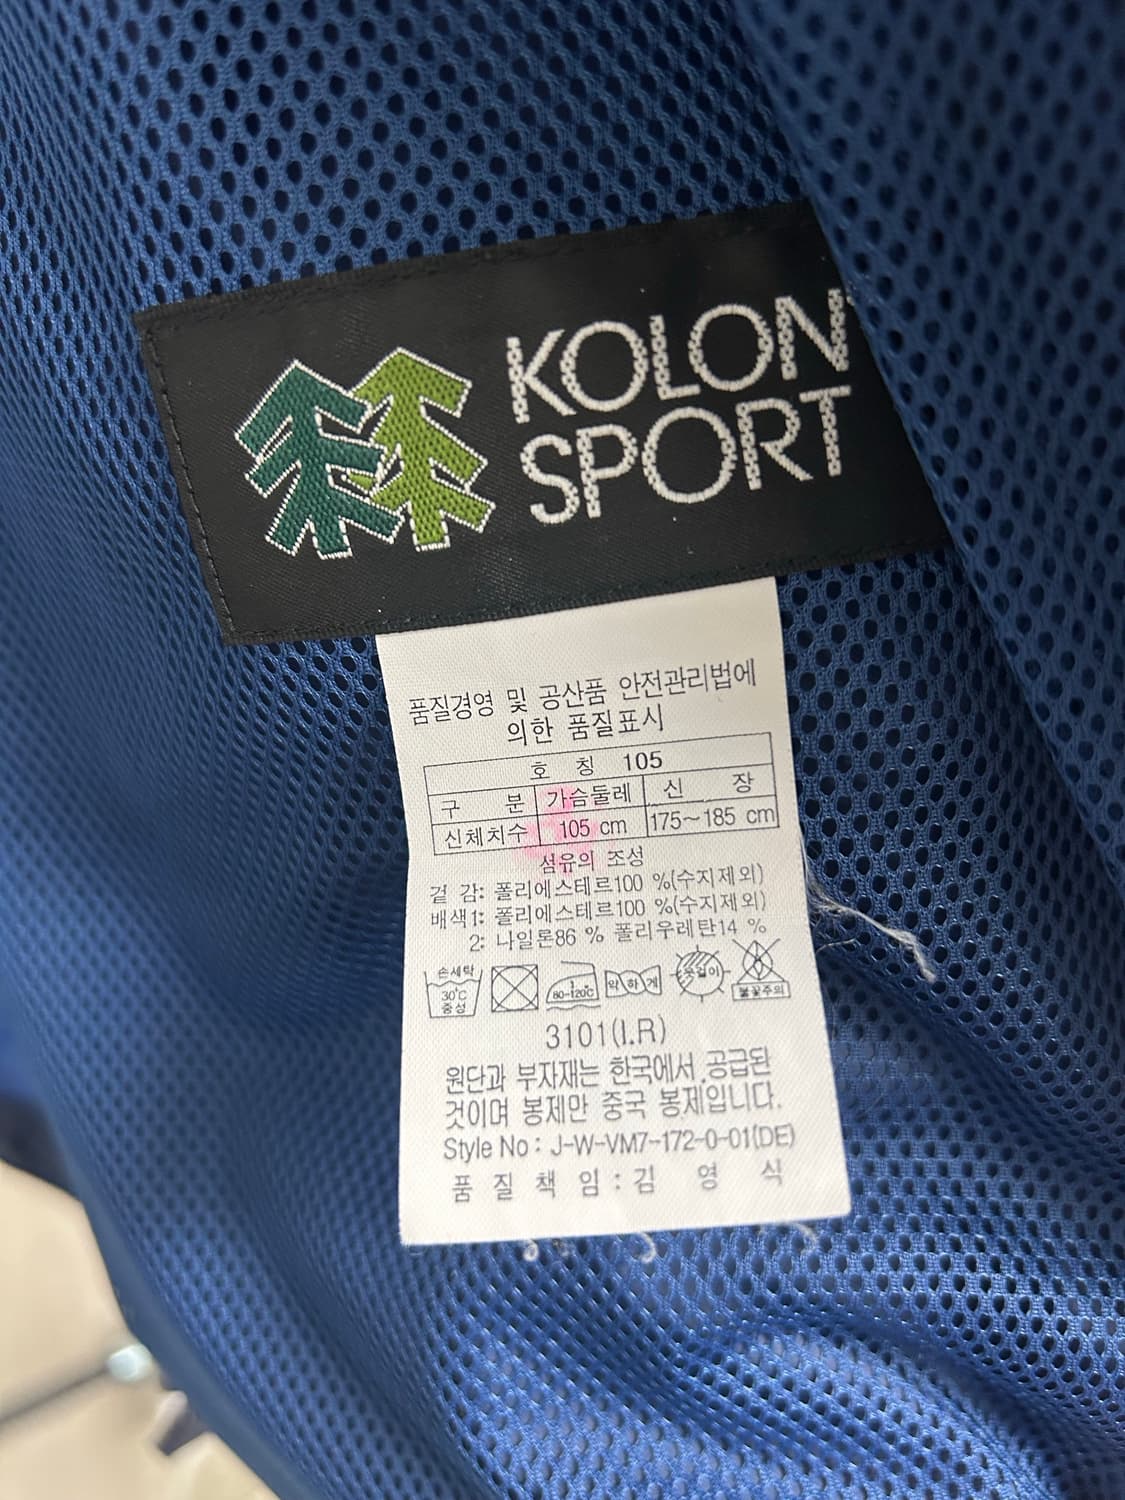 KOLON
SPORT
품질경영 및 공산품 안전관리법에
의한 품질표시
호 칭 105
구 분 가슴둘레 신 장
신체치수 105 cm 175~185 cm
섬유의 조성
겉 감: 폴리에스테르100 %(수지제외)
배색1: 폴리에스테르100 %(수지제외)
2: 나일론86 % 폴리우레탄14 %
손세탁
30℃
중성
80~120℃
약하게
뭇걸이
불꽃주의
3101(I.R)
원단과 부자재는 한국에서 공급된
것이며 봉제만 중국 봉제입니다.
Style No : J-W-VM7-172-0-01(DE)
품 질 책 임 : 김 영 식